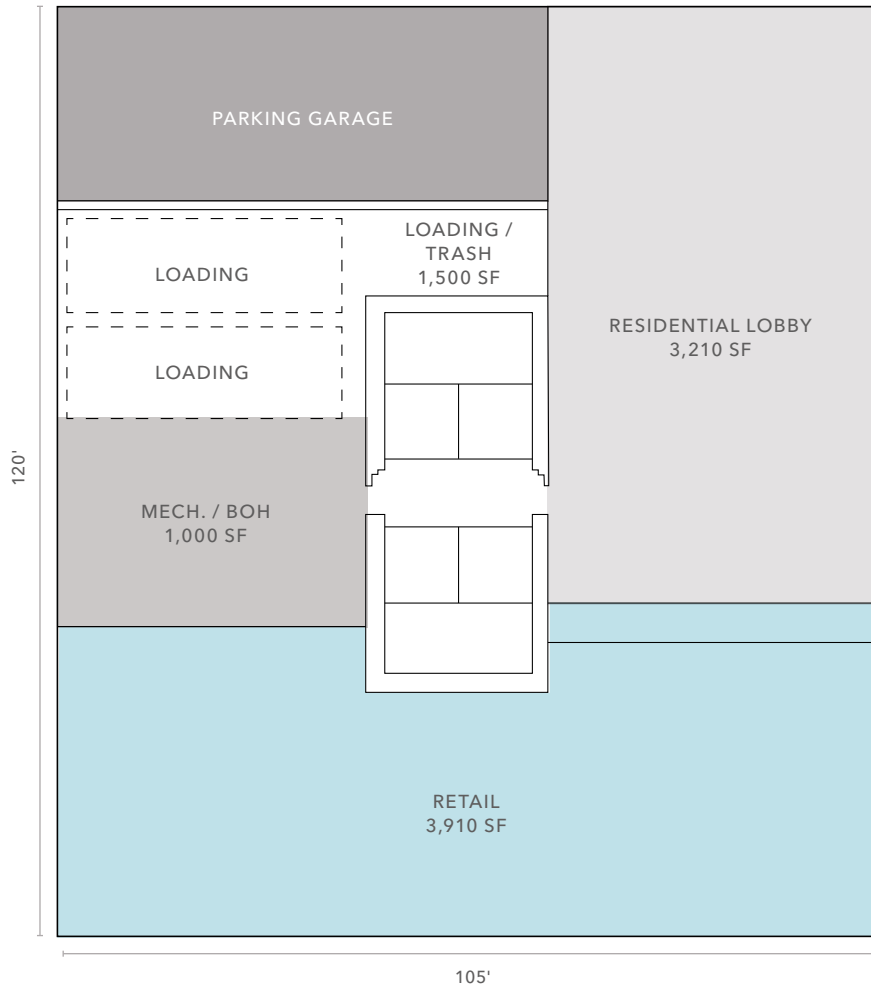 PARKING GARAGE
LOADING /
TRASH
1,500 SF
LOADING
RESIDENTIAL LOBBY
3,210 SF
LOADING
120'
MECH. / BOH
1,000 SF
RETAIL
3,910 SF
105'